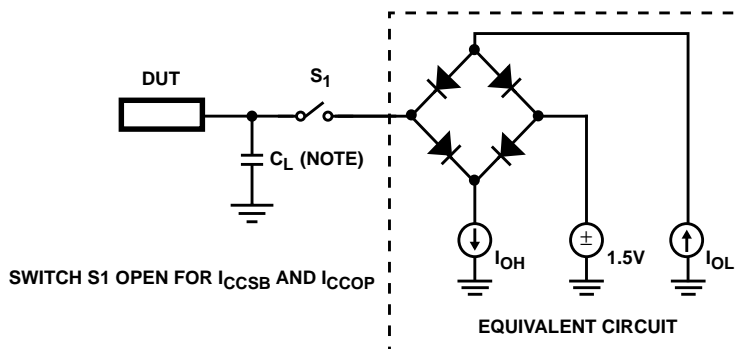 DUT
S1
CL (NOTE)
IOH
±
1.5V
IOL
SWITCH S1 OPEN FOR ICCSB AND ICCOP
EQUIVALENT CIRCUIT